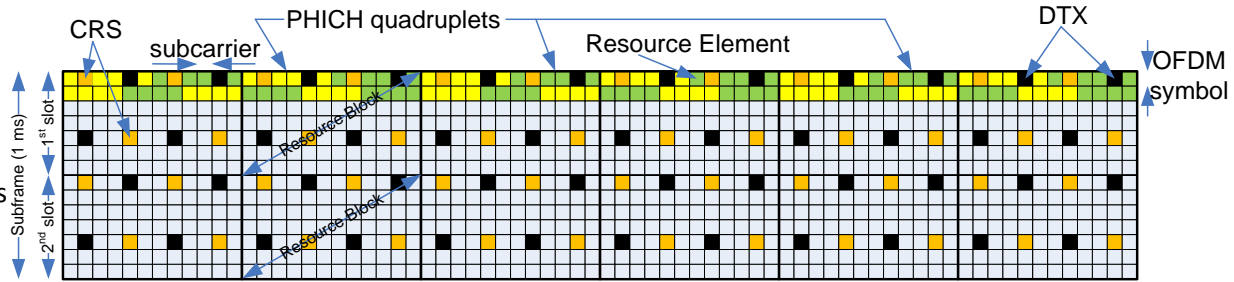 CRS
PHICH quadruplets
DTX
subcarrier
Resource Element
OFDM
symbol
Subframe (1 ms)
1st slot
2nd slot
Resource Block
Resource Block
S